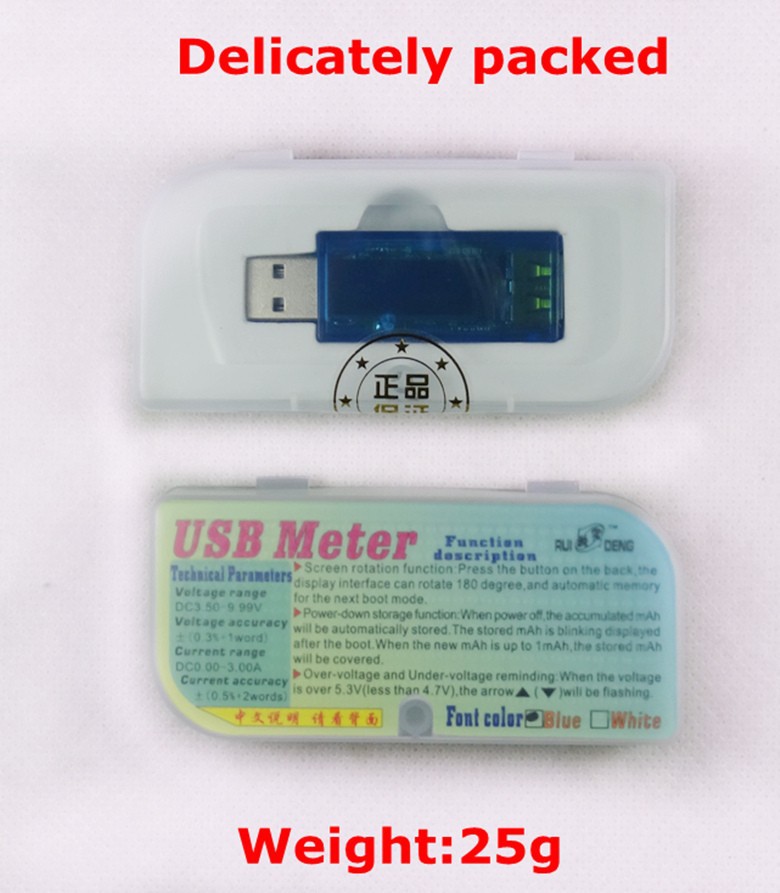 Delicately packed
正品
保证
USB Meter
Function
description
RUI DENG
Technical Parameters
Voltage range
DC3.50-9.99V
Voltage accuracy
±(0.3%+1word)
Current range
DC0.00-3.00A
Current accuracy
±(0.5%+2words)
▶Screen rotation function:Press the button on the back,the
display interface can rotate 180 degree,and automatic memory
for the next boot mode.
▶Power-down storage function:When power off,the accumulated mAh
will be automatically stored.The stored mAh is blinking displayed
after the boot.When the new mAh is up to 1mAh,the stored mAh
will be covered.
▶Over-voltage and Under-voltage reminding:When the voltage
is over 5.3V(less than 4.7V),the arrow▲(▼)will be flashing.
中文说明 请看背面
Font color Blue White
Weight:25g